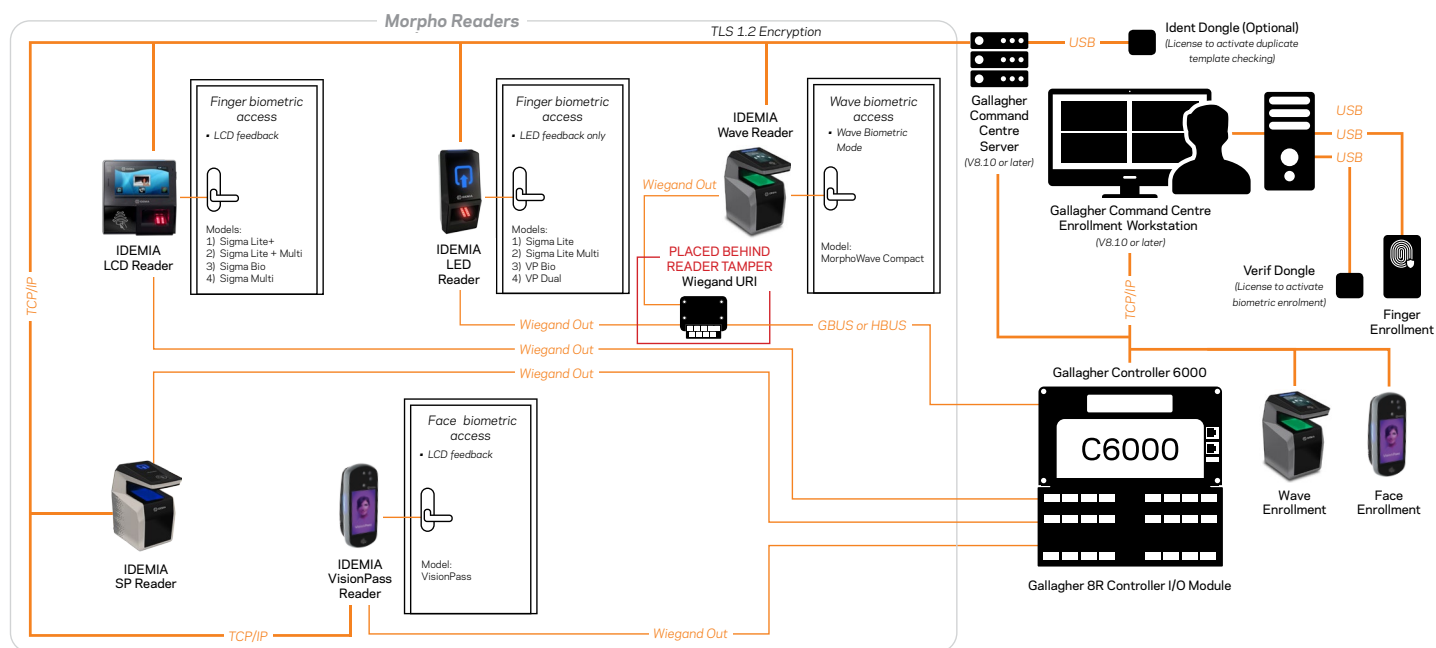 Morpho Readers
TLS 1.2 Encryption
USB
Ident Dongle (Optional)
(License to activate duplicate
template checking)
Gallagher
Command
Centre
Server
(V8.10 or later)
Finger biometric
access
▪ LCD feedback
IDEMIA
LCD Reader
Models:
1) Sigma Lite+
2) Sigma Lite + Multi
3) Sigma Bio
4) Sigma Multi
Finger biometric
access
▪ LED feedback only
IDEMIA
LED
Reader
Models:
1) Sigma Lite
2) Sigma Lite Multi
3) VP Bio
4) VP Dual
IDEMIA
Wave Reader
Wave biometric
access
▪ Wave Biometric
Mode
Model:
MorphoWave Compact
Wiegand Out
PLACED BEHIND
READER TAMPER
Wiegand URI
Wiegand Out
GBUS or HBUS
Wiegand Out
Wiegand Out
TCP/IP
USB
USB
USB
Gallagher Command Centre
Enrollment Workstation
(V8.10 or later)
TCP/IP
Verif Dongle
(License to activate
biometric enrolment)
Finger
Enrollment
Gallagher Controller 6000
C6000
Gallagher 8R Controller I/O Module
Wave
Enrollment
Face
Enrollment
IDEMIA
SP Reader
IDEMIA
VisionPass
Reader
Face biometric
access
▪ LCD feedback
Model:
VisionPass
TCP/IP
Wiegand Out